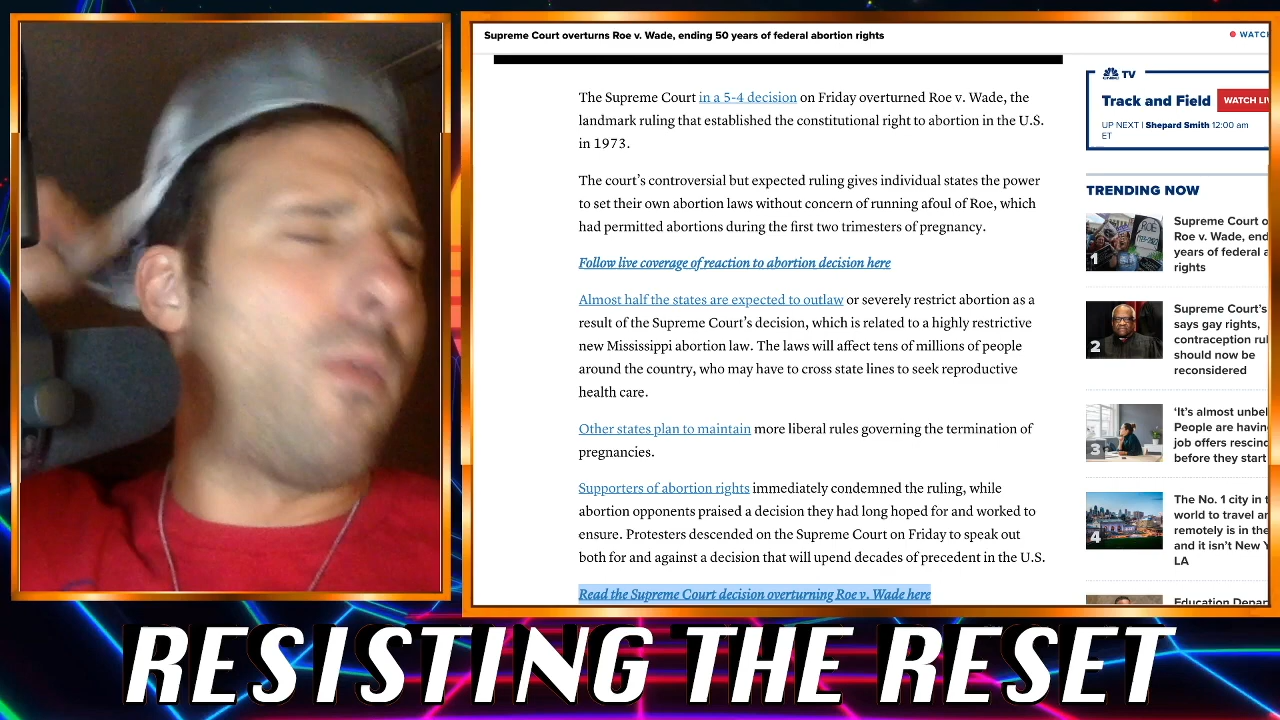 Supreme Court overturns Roe v. Wade, ending 50 years of federal abortion rights
WATCH
The Supreme Court in a 5-4 decision on Friday overturned Roe v. Wade, the
landmark ruling that established the constitutional right to abortion in the U.S.
in 1973.
The court's controversial but expected ruling gives individual states the power
to set their own abortion laws without concern of running afoul of Roe, which
had permitted abortions during the first two trimesters of pregnancy.
Follow live coverage of reaction to abortion decision here
Almost half the states are expected to outlaw or severely restrict abortion as a
result of the Supreme Court's decision, which is related to a highly restrictive
new Mississippi abortion law. The laws will affect tens of millions of people
around the country, who may have to cross state lines to seek reproductive
health care.
Other states plan to maintain more liberal rules governing the termination of
pregnancies.
Supporters of abortion rights immediately condemned the ruling, while
abortion opponents praised a decision they had long hoped for and worked to
ensure. Protesters descended on the Supreme Court on Friday to speak out
both for and against a decision that will upend decades of precedent in the U.S.
Read the Supreme Court decision overturning Roe v. Wade here
CNBC TV
Track and Field
WATCH LIV
UP NEXT | Shepard Smith 12:00 am
ET
TRENDING NOW
1
Supreme Court o
Roe v. Wade, end
years of federal a
rights
2
Supreme Court's
says gay rights,
contraception rul
should now be
reconsidered
3
'It's almost unbel
People are havin
job offers rescind
before they start
4
The No. 1 city in t
world to travel an
remotely is in the
and it isn't New Y
LA
Education Depar
RESISTING THE RESET